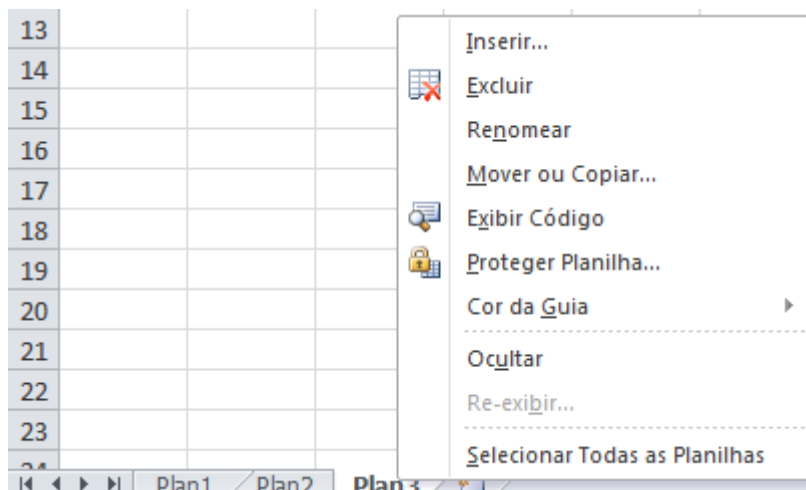 13
14
15
16
17
18
19
20
21
22
23
24
Inserir...
Excluir
Renomear
Mover ou Copiar...
Exibir Código
Proteger Planilha...
Cor da Guia
Ocultar
Re-exibir...
Selecionar Todas as Planilhas
Plan1 Plan2 Plan3